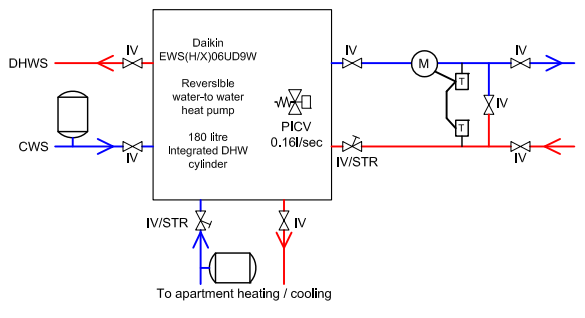 Daikin
EWS(H/X)06UD9W
Reversible
water-to water
heat pump
180 litre
Integrated DHW
cylinder
PICV
0.16l/sec
DHWS
IV
CWS
IV
IV
M
IV
T
IV
T
IV/STR
IV
IV/STR
IV
To apartment heating / cooling